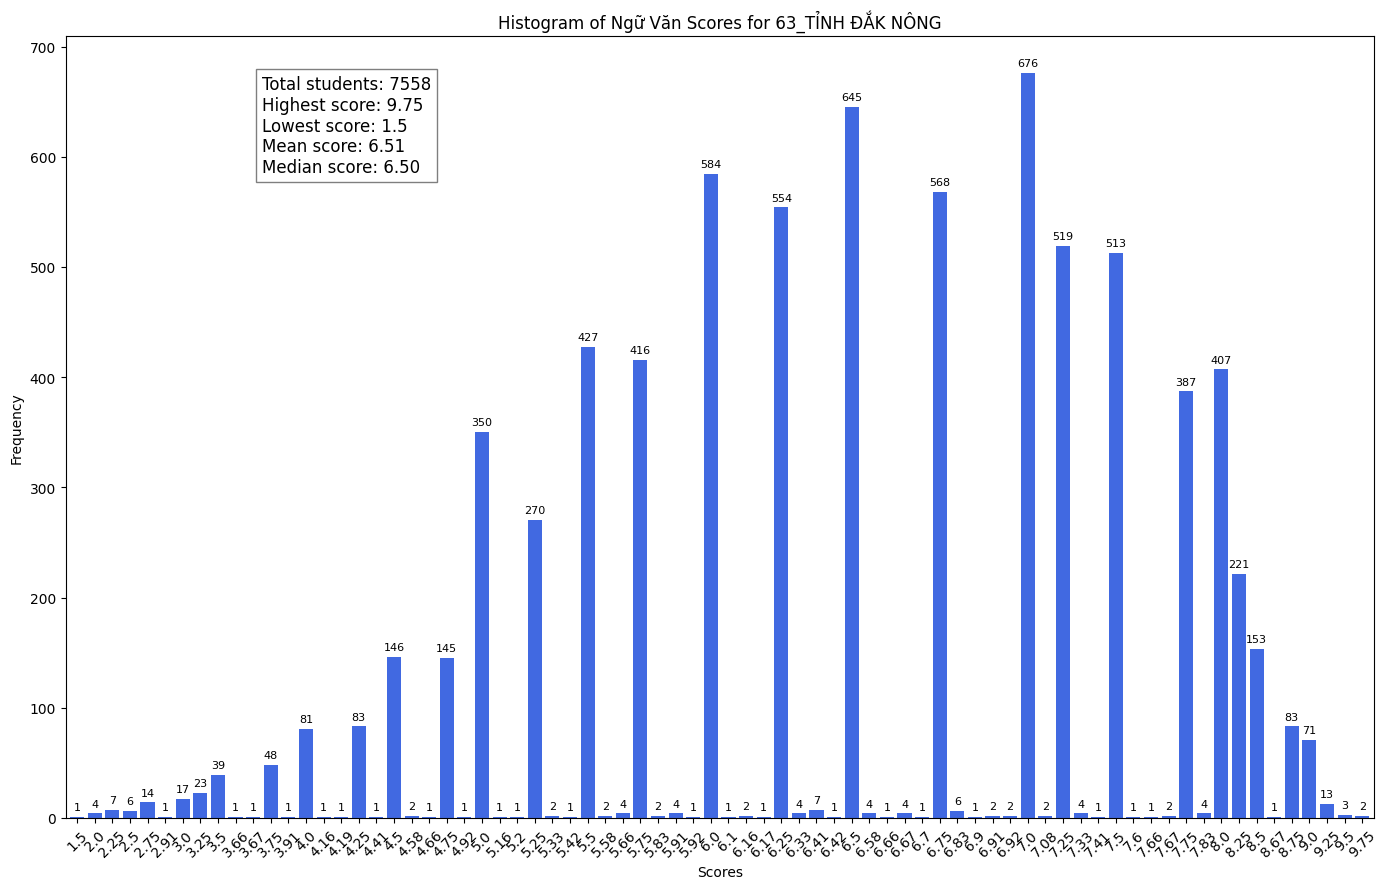 Histogram of Ngữ Văn Scores for 63_TỈNH ĐẮK NÔNG
Total students: 7558
Highest score: 9.75
Lowest score: 1.5
Mean score: 6.51
Median score: 6.50
Frequency
700
600
500
400
300
200
100
0
1 4 7 6 14 1 17 23 39 1 1 48 1 81 1 1 83 1 146 2 1 145 1 350 1 1 270 2 1 427 2 4 416 2 4 1 584 1 2 1 554 4 7 1 645 4 1 4 1 568 6 1 2 2 676 2 519 4 1 513 1 1 2 387 4 407 221 153 1 83 71 13 3 2
1.5 2.0 2.25 2.5 2.75 2.91 3.0 3.25 3.5 3.66 3.67 3.75 3.91 4.0 4.16 4.19 4.25 4.41 4.5 4.58 4.66 4.75 4.92 5.0 5.16 5.2 5.25 5.33 5.42 5.5 5.58 5.66 5.75 5.83 5.91 5.92 6.0 6.1 6.16 6.17 6.25 6.33 6.41 6.42 6.5 6.58 6.66 6.67 6.7 6.75 6.83 6.9 6.91 6.92 7.0 7.08 7.25 7.33 7.41 7.5 7.6 7.66 7.67 7.75 7.83 8.0 8.25 8.5 8.67 8.75 9.0 9.25 9.5 9.75
Scores